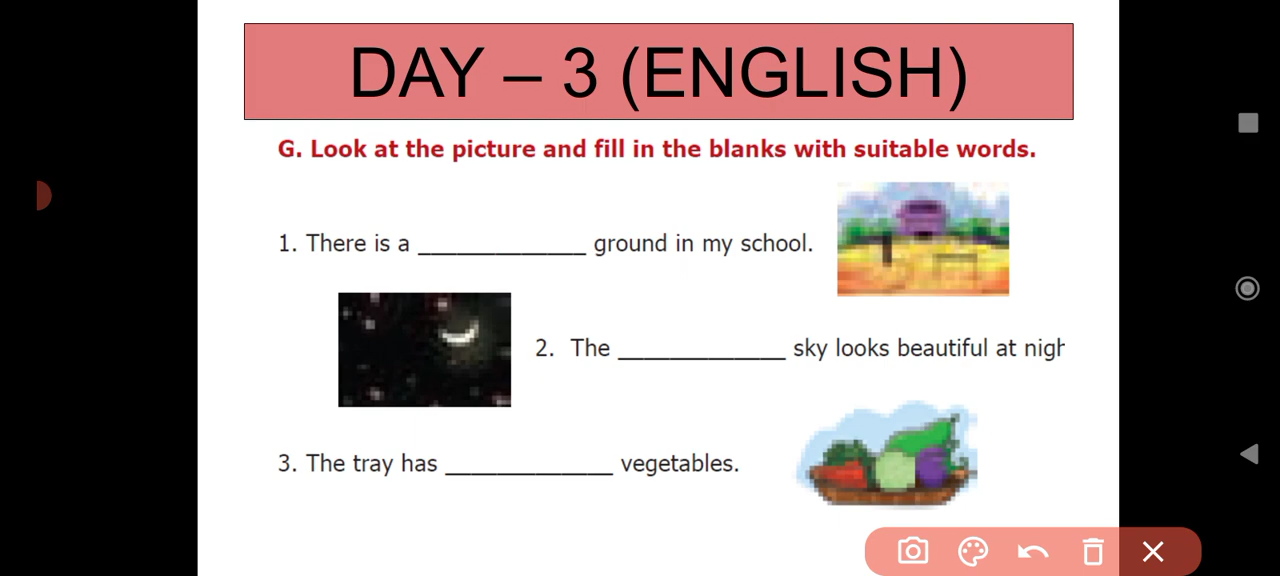 DAY – 3 (ENGLISH)
G. Look at the picture and fill in the blanks with suitable words.
1. There is a _____________ ground in my school.
2. The _____________ sky looks beautiful at nigh
3. The tray has _____________ vegetables.